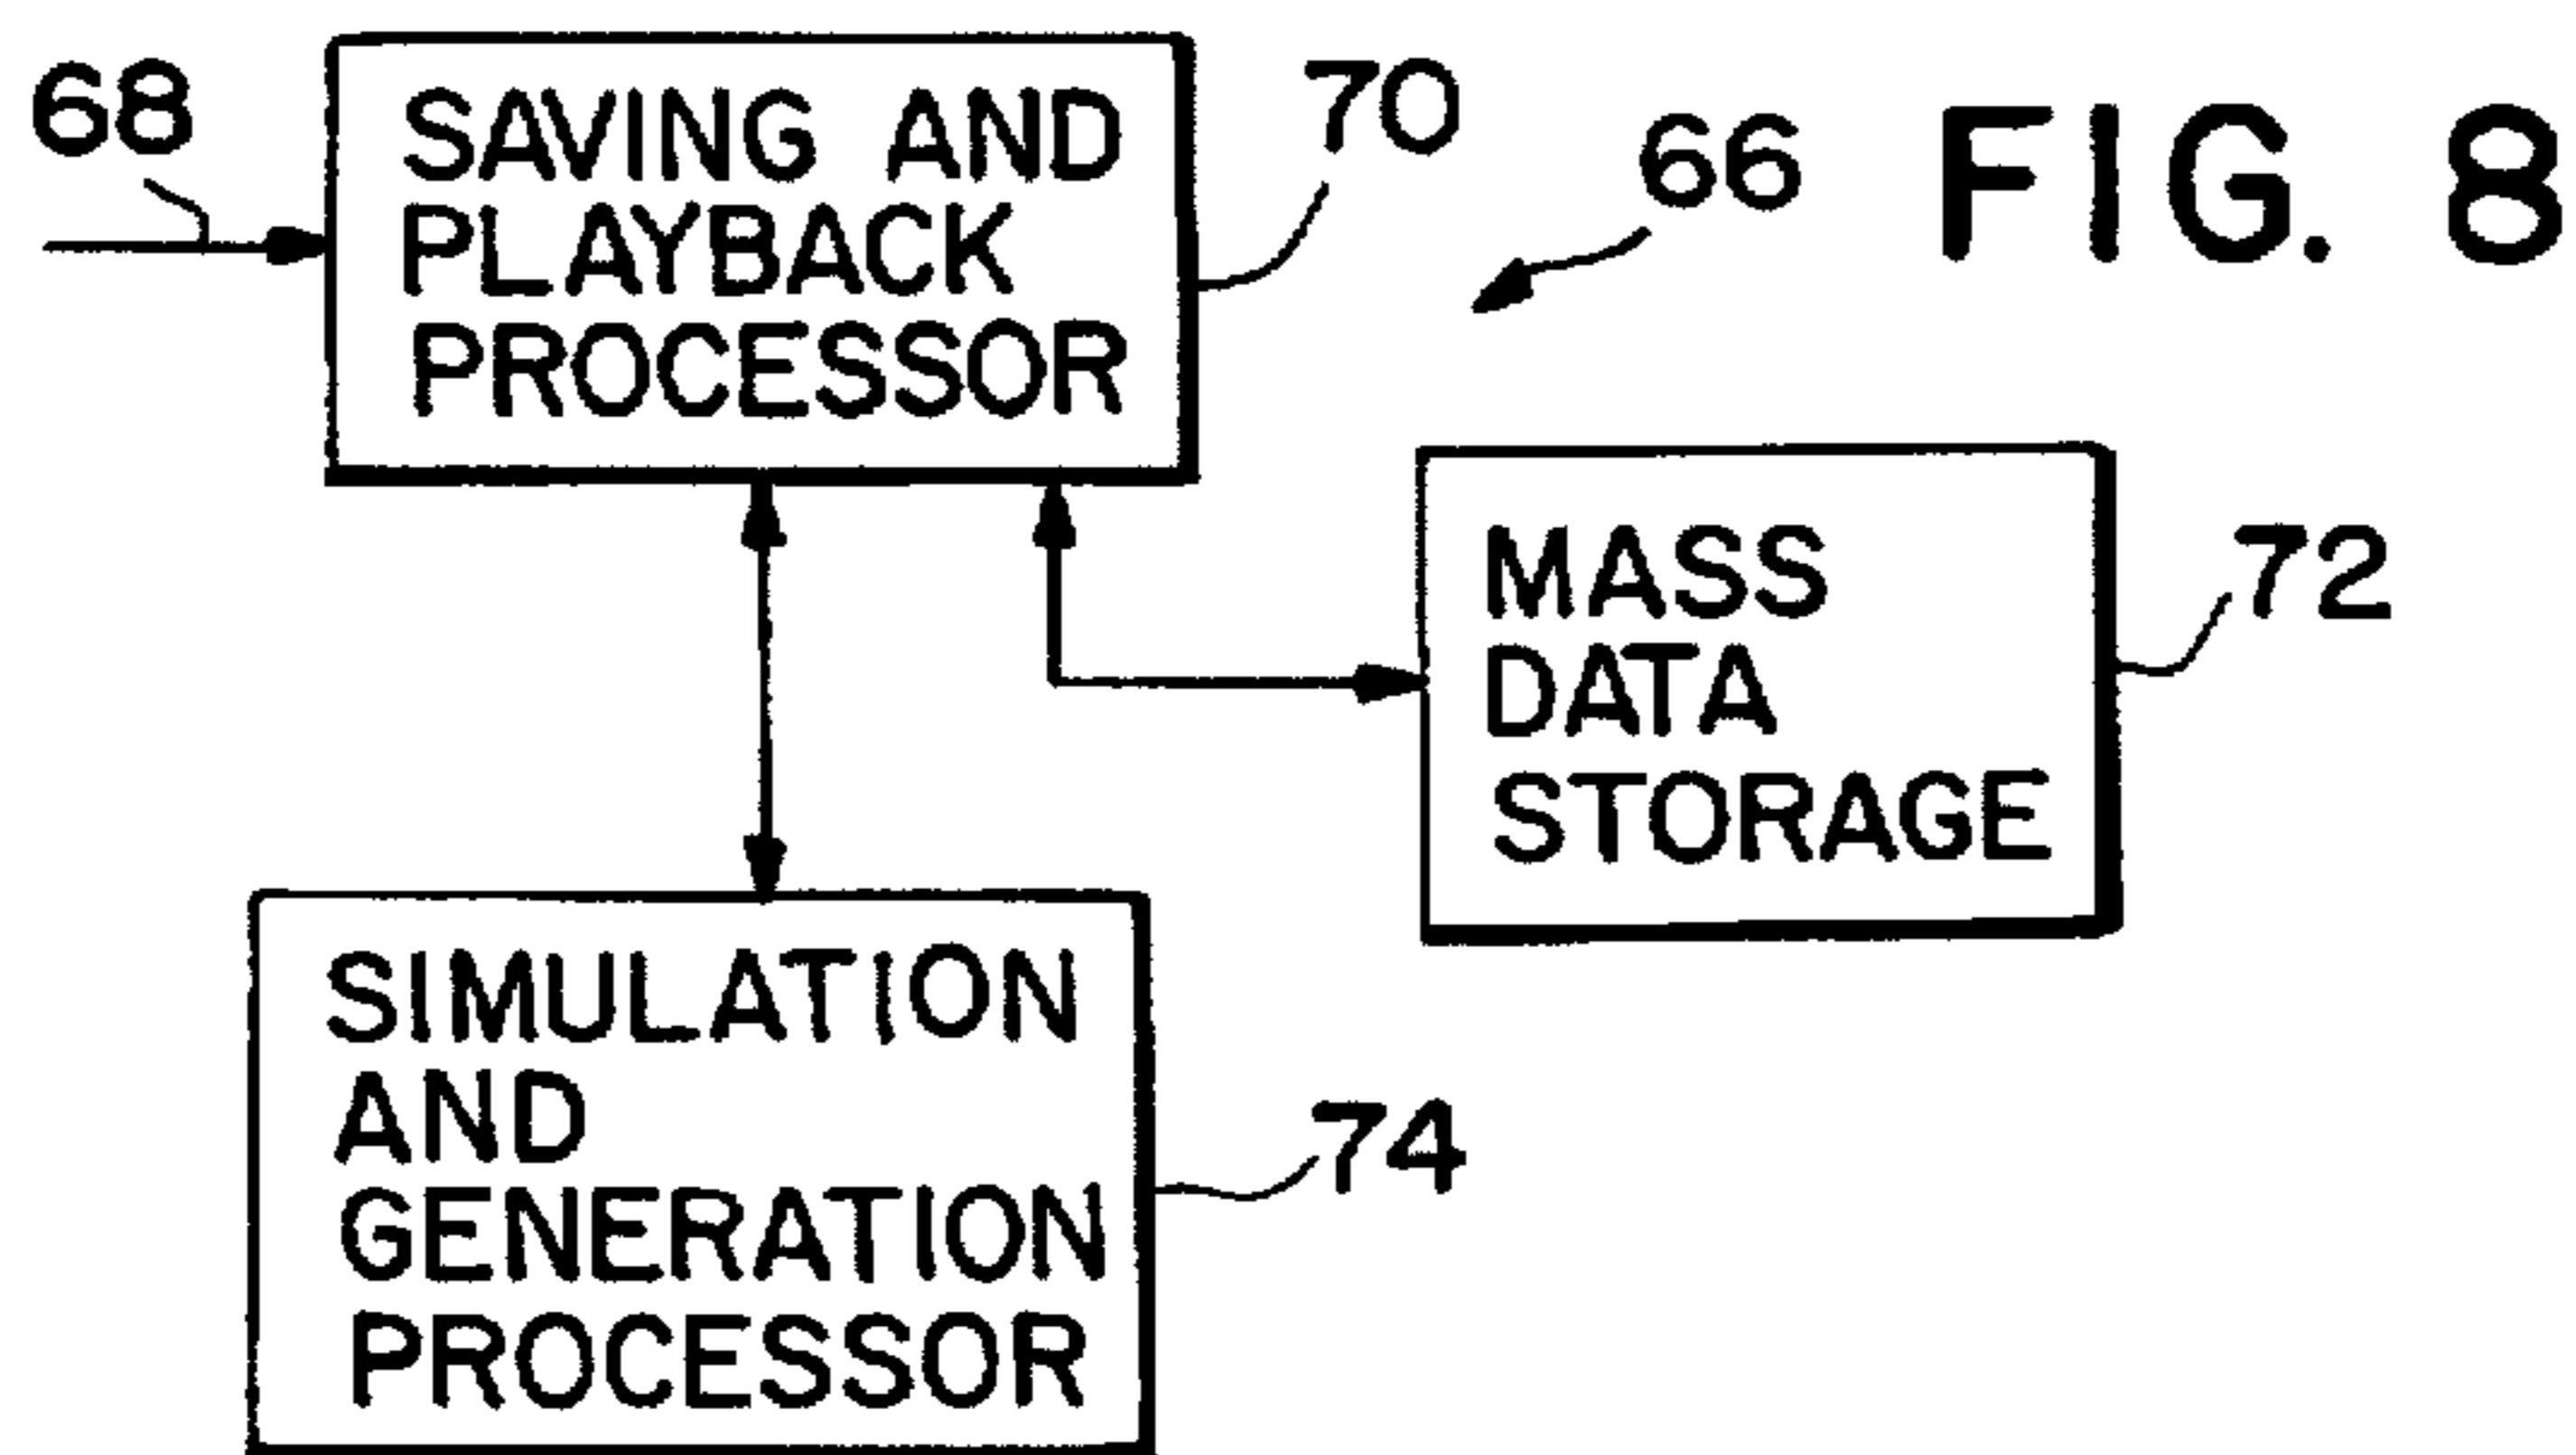 68
SAVING AND
PLAYBACK
PROCESSOR
70
66
FIG. 8
MASS
DATA
STORAGE
72
SIMULATION
AND
GENERATION
PROCESSOR
74